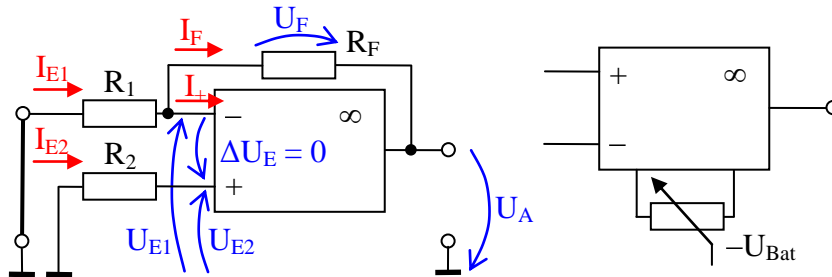 U_F
I_F
R_F
I_E1
R_1
I_+
−
∞
I_E2
R_2
ΔU_E = 0
+
U_E1
U_E2
U_A
+
∞
−
−U_Bat